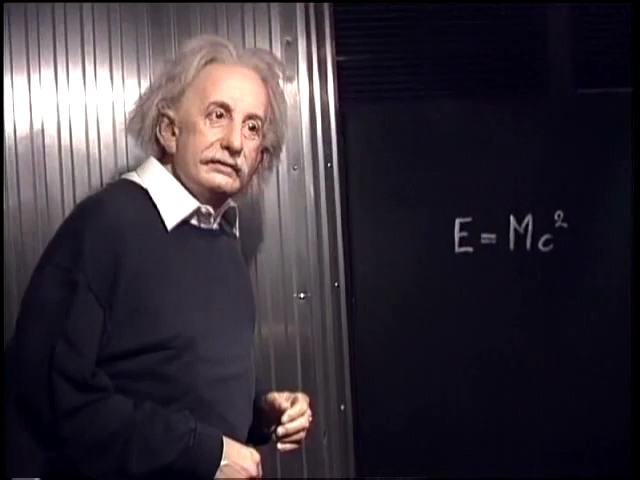 E = Mc²